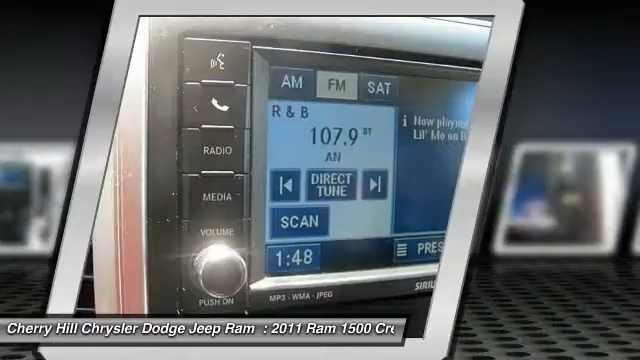 AM FM SAT
R & B
107.9 ST
AN
i Now playing
Lil' Mo on
DIRECT
TUNE
SCAN
1:48
RADIO
MEDIA
VOLUME
PUSH ON
MP3 - WMA - JPEG
Cherry Hill Chrysler Dodge Jeep Ram : 2011 Ram 1500